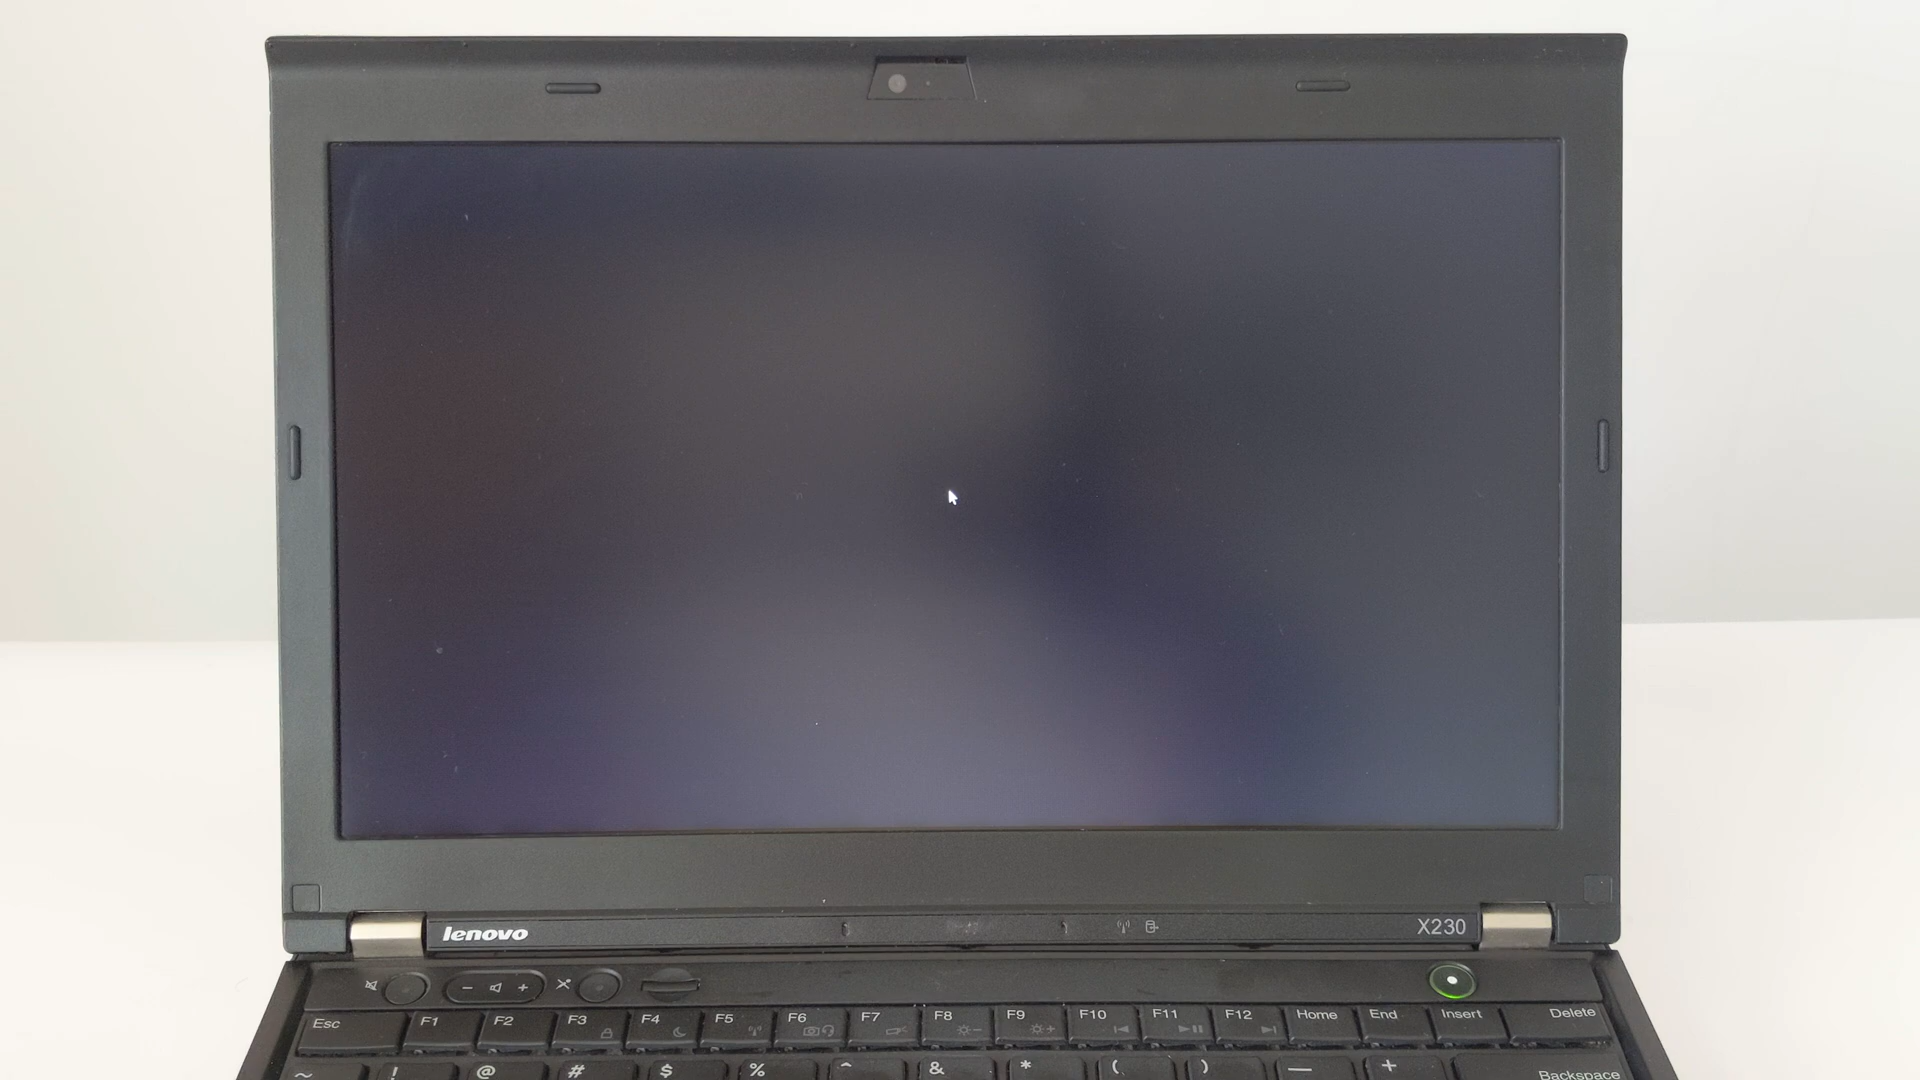 lenovo
X230
Esc F1 F2 F3 F4 F5 F6 F7 F8 F9 F10 F11 F12 Home End Insert Delete
~ ! @ # $ % ^ & * ( ) — + Backspace